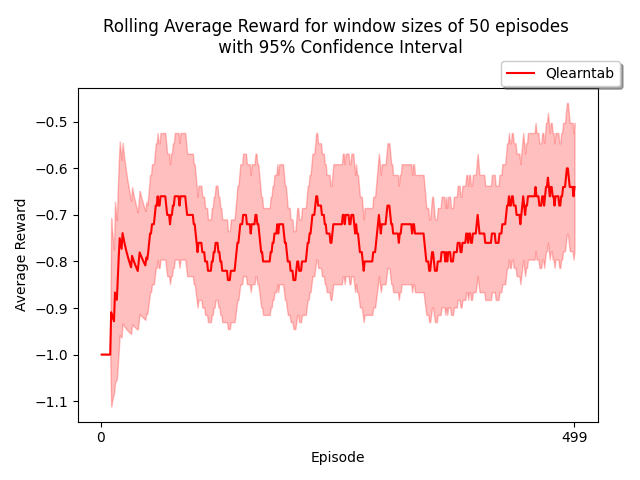 Rolling Average Reward for window sizes of 50 episodes
with 95% Confidence Interval
Qlearntab
−0.5
−0.6
−0.7
−0.8
−0.9
−1.0
−1.1
Average Reward
0
499
Episode